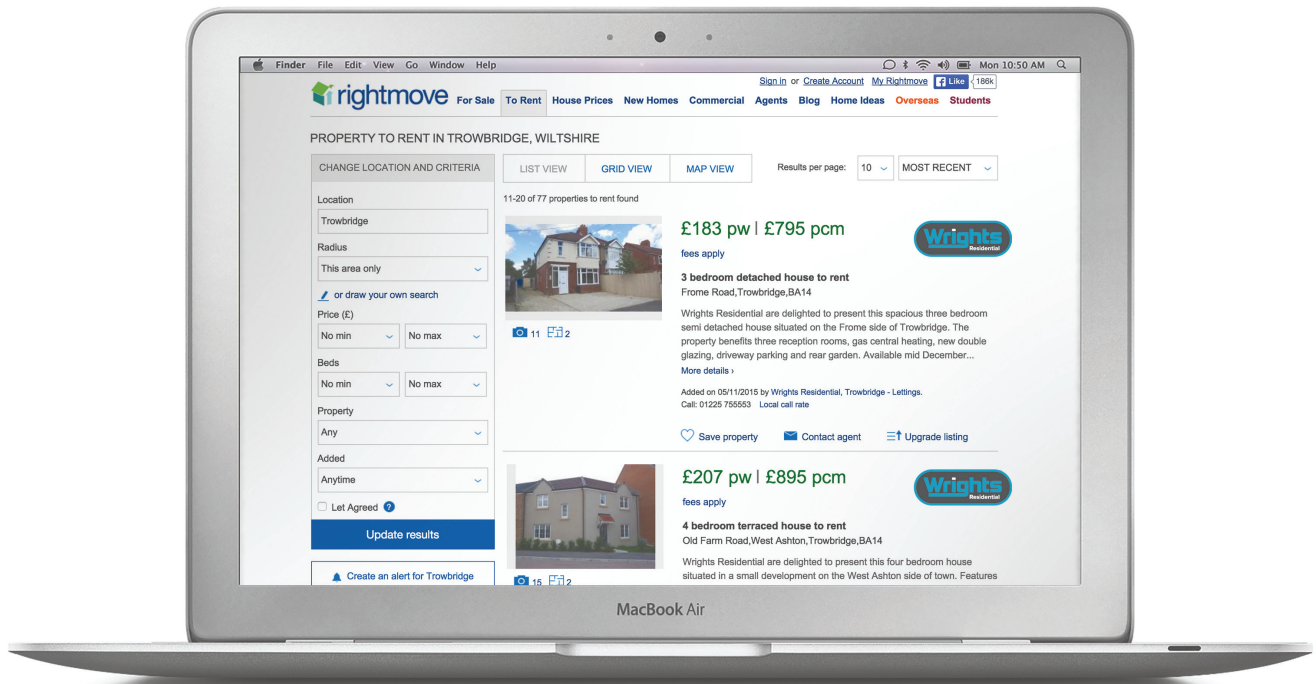 Finder File Edit View Go Window Help
Mon 10:50 AM
Sign in or Create Account My Rightmove f Like 186k
rightmove For Sale To Rent House Prices New Homes Commercial Agents Blog Home Ideas Overseas Students
PROPERTY TO RENT IN TROWBRIDGE, WILTSHIRE
CHANGE LOCATION AND CRITERIA
Location
Trowbridge
Radius
This area only
or draw your own search
Price (£)
No min No max
Beds
No min No max
Property
Any
Added
Anytime
Let Agreed ?
Update results
Create an alert for Trowbridge
LIST VIEW GRID VIEW MAP VIEW Results per page: 10 MOST RECENT
11-20 of 77 properties to rent found
£183 pw | £795 pcm
fees apply
Wrights
Residential
3 bedroom detached house to rent
Frome Road,Trowbridge,BA14
Wrights Residential are delighted to present this spacious three bedroom
semi detached house situated on the Frome side of Trowbridge. The
property benefits three reception rooms, gas central heating, new double
glazing, driveway parking and rear garden. Available mid December...
More details ›
11 2
Added on 05/11/2015 by Wrights Residential, Trowbridge - Lettings.
Call: 01225 755553 Local call rate
Save property Contact agent Upgrade listing
£207 pw | £895 pcm
fees apply
Wrights
Residential
4 bedroom terraced house to rent
Old Farm Road,West Ashton,Trowbridge,BA14
Wrights Residential are delighted to present this four bedroom house
situated in a small development on the West Ashton side of town. Features
15 2
MacBook Air